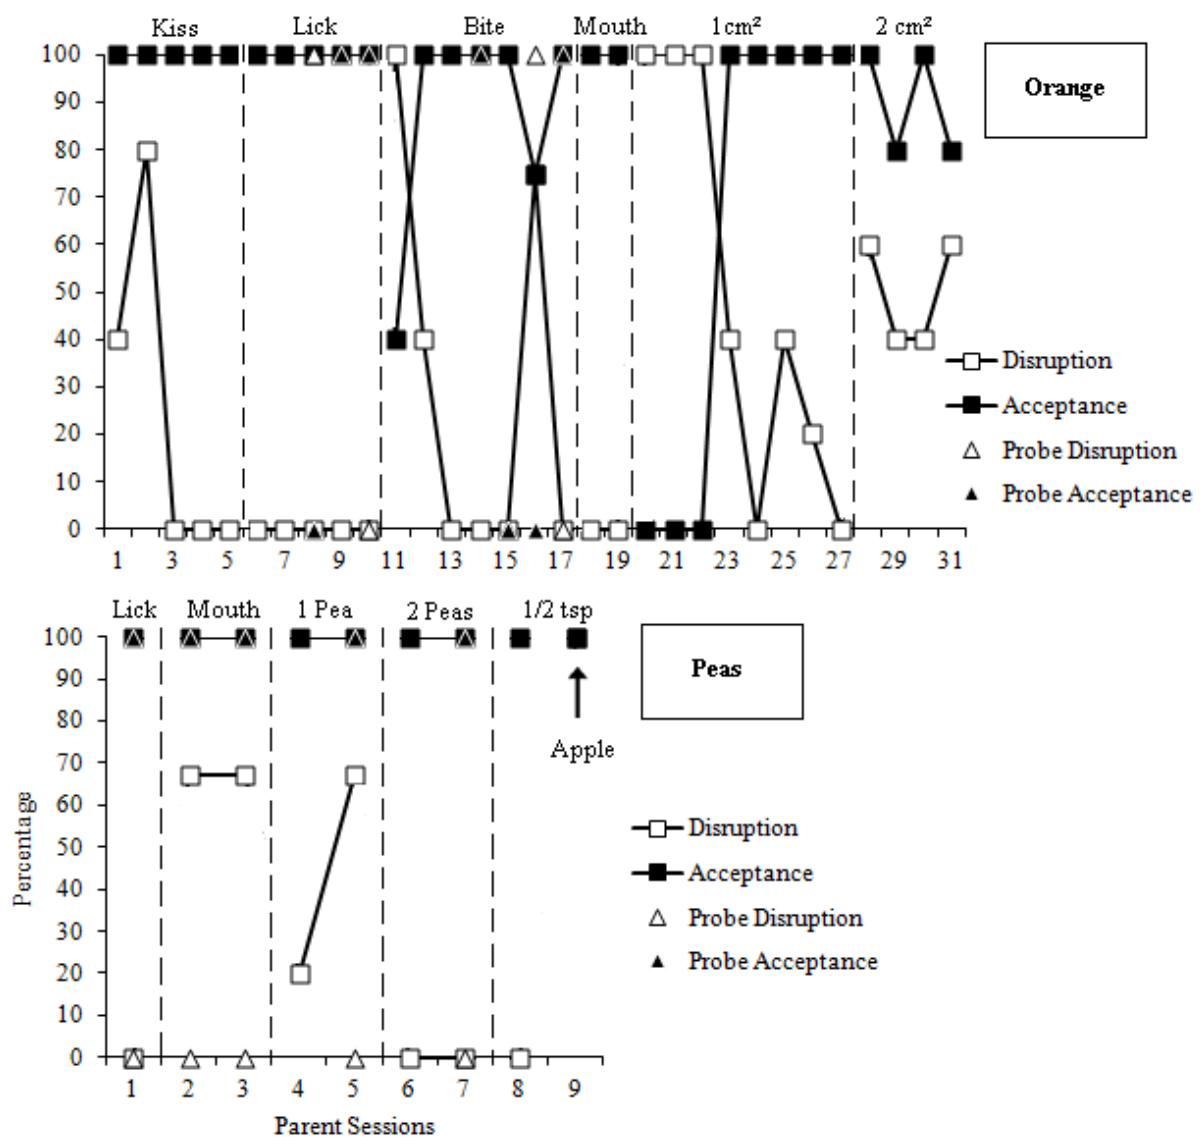 Kiss Lick Bite Mouth 1cm² 2 cm²
100
90
80
70
60
50
40
30
20
10
0
1 3 5 7 9 11 13 15 17 19 21 23 25 27 29 31
Orange
Disruption
Acceptance
Probe Disruption
Probe Acceptance
Lick Mouth 1 Pea 2 Peas 1/2 tsp
100
90
80
70
60
50
40
30
20
10
0
Percentage
1 2 3 4 5 6 7 8 9
Parent Sessions
Apple
Peas
Disruption
Acceptance
Probe Disruption
Probe Acceptance